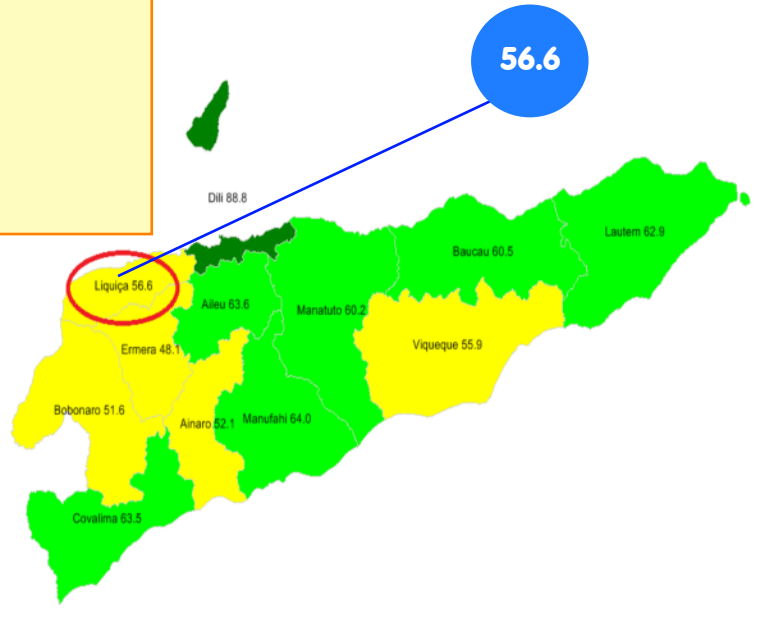 56.6
Dili 88.8
Lautem 62.9
Baucau 60.5
Liquiça 56.6
Aileu 63.6
Manatuto 60.2
Ermera 48.1
Viqueque 55.9
Bobonaro 51.6
Ainaro 52.1
Manufahi 64.0
Covalima 63.5